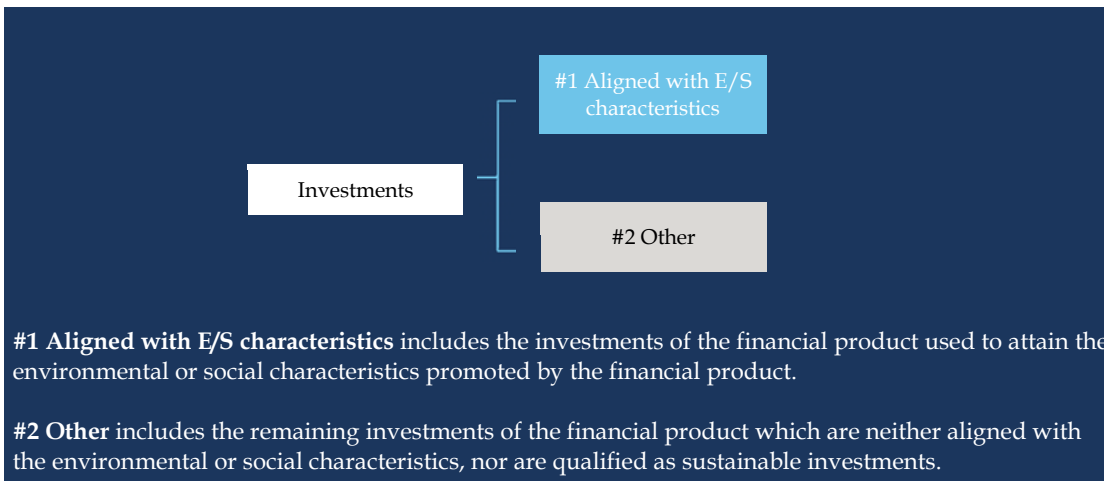 #1 Aligned with E/S
characteristics
Investments
#2 Other
#1 Aligned with E/S characteristics includes the investments of the financial product used to attain the
environmental or social characteristics promoted by the financial product.
#2 Other includes the remaining investments of the financial product which are neither aligned with
the environmental or social characteristics, nor are qualified as sustainable investments.